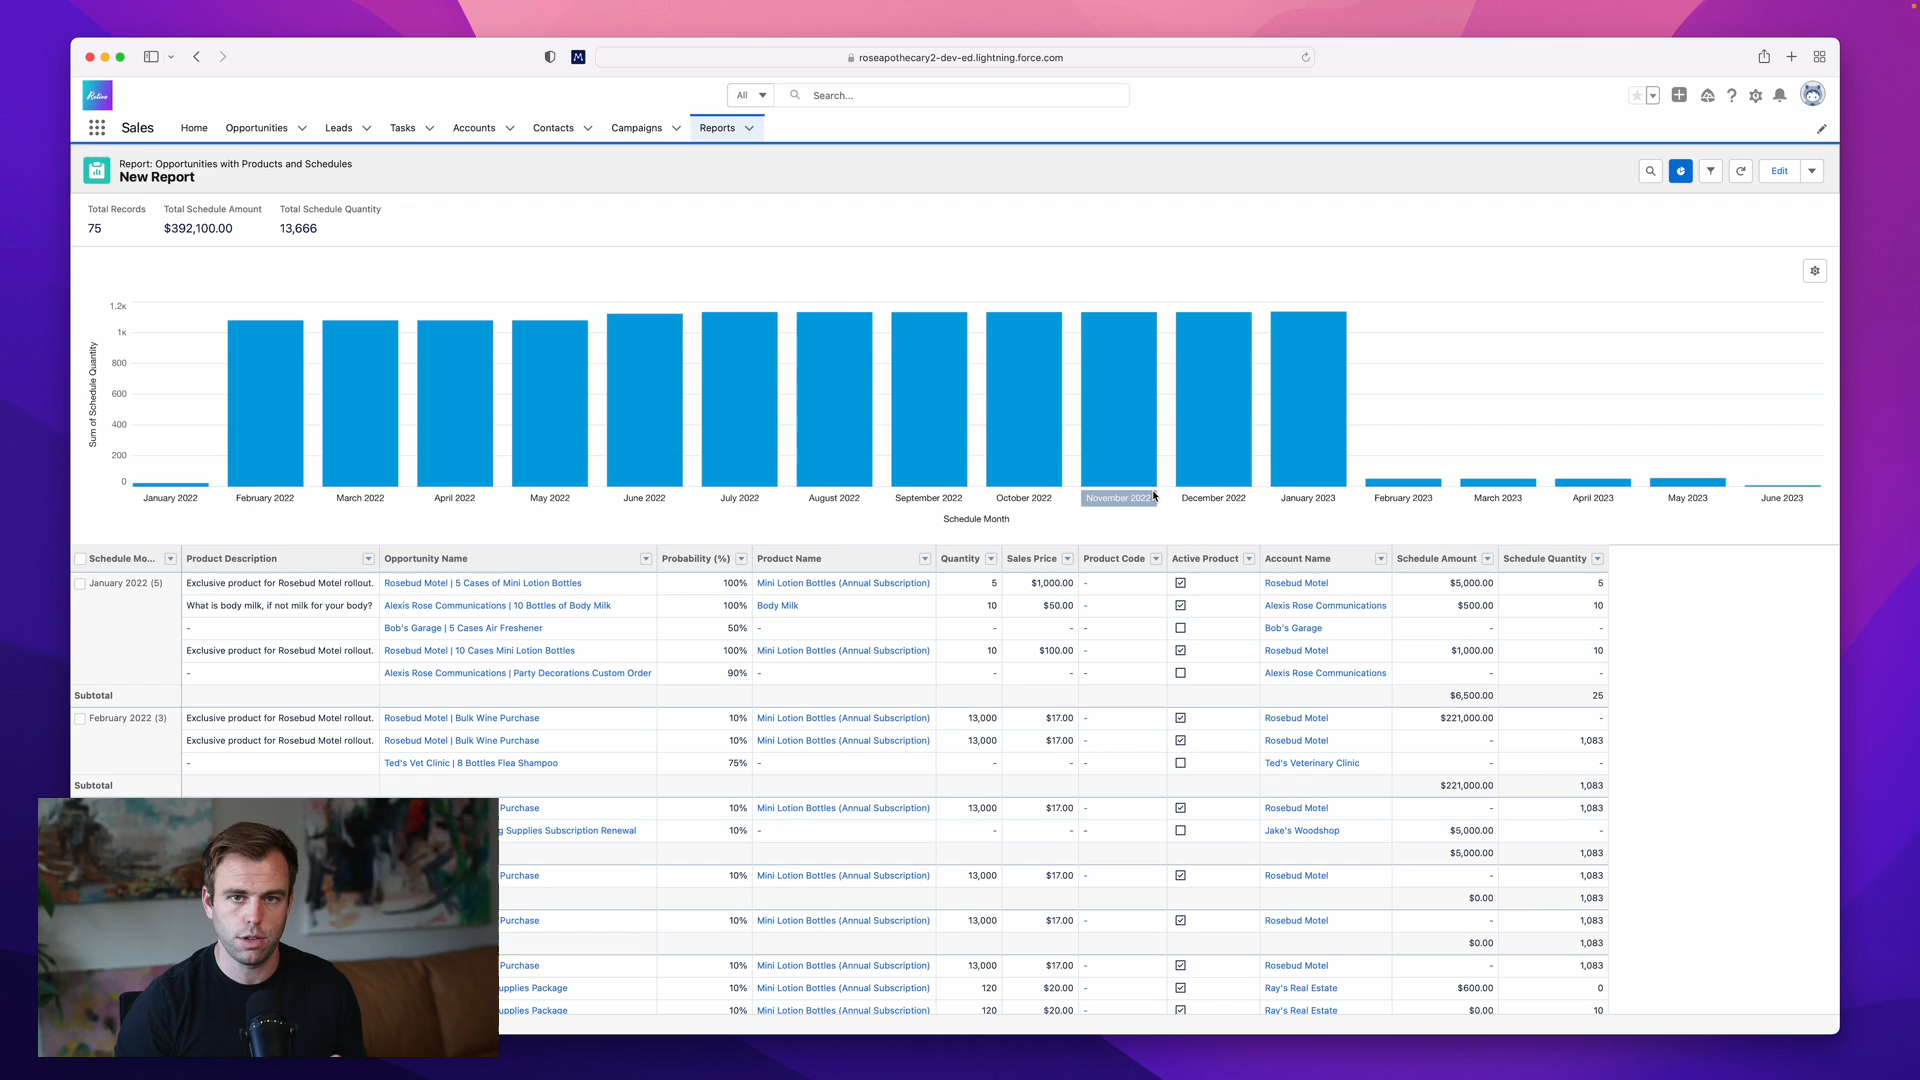 M
roseapothecary2-dev-ed.lightning.force.com
Retive
All
Search...
Sales
Home
Opportunities
Leads
Tasks
Accounts
Contacts
Campaigns
Reports
Report: Opportunities with Products and Schedules
New Report
Edit
Total Records
Total Schedule Amount
Total Schedule Quantity
75
$392,100.00
13,666
1.2K
1K
800
600
400
200
0
Sum of Schedule Quantity
January 2022
February 2022
March 2022
April 2022
May 2022
June 2022
July 2022
August 2022
September 2022
October 2022
November 2022
December 2022
January 2023
February 2023
March 2023
April 2023
May 2023
June 2023
Schedule Month
Schedule Mo... Product Description Opportunity Name Probability (%) Product Name Quantity Sales Price Product Code Active Product Account Name Schedule Amount Schedule Quantity
January 2022 (5) Exclusive product for Rosebud Motel rollout. Rosebud Motel | 5 Cases of Mini Lotion Bottles 100% Mini Lotion Bottles (Annual Subscription) 5 $1,000.00 - Rosebud Motel $5,000.00 5
What is body milk, if not milk for your body? Alexis Rose Communications | 10 Bottles of Body Milk 100% Body Milk 10 $50.00 - Alexis Rose Communications $500.00 10
- Bob's Garage | 5 Cases Air Freshener 50% - - - - Bob's Garage - -
Exclusive product for Rosebud Motel rollout. Rosebud Motel | 10 Cases Mini Lotion Bottles 100% Mini Lotion Bottles (Annual Subscription) 10 $100.00 - Rosebud Motel $1,000.00 10
- Alexis Rose Communications | Party Decorations Custom Order 90% - - - - Alexis Rose Communications - -
Subtotal $6,500.00 25
February 2022 (3) Exclusive product for Rosebud Motel rollout. Rosebud Motel | Bulk Wine Purchase 10% Mini Lotion Bottles (Annual Subscription) 13,000 $17.00 - Rosebud Motel $221,000.00 -
Exclusive product for Rosebud Motel rollout. Rosebud Motel | Bulk Wine Purchase 10% Mini Lotion Bottles (Annual Subscription) 13,000 $17.00 - Rosebud Motel - 1,083
- Ted's Vet Clinic | 8 Bottles Flea Shampoo 75% - - - - Ted's Veterinary Clinic - -
Subtotal $221,000.00 1,083
Purchase 10% Mini Lotion Bottles (Annual Subscription) 13,000 $17.00 - Rosebud Motel - 1,083
g Supplies Subscription Renewal 10% - - - - Jake's Woodshop $5,000.00 -
$5,000.00 1,083
Purchase 10% Mini Lotion Bottles (Annual Subscription) 13,000 $17.00 - Rosebud Motel - 1,083
$0.00 1,083
Purchase 10% Mini Lotion Bottles (Annual Subscription) 13,000 $17.00 - Rosebud Motel - 1,083
$0.00 1,083
Purchase 10% Mini Lotion Bottles (Annual Subscription) 13,000 $17.00 - Rosebud Motel - 1,083
upplies Package 10% Mini Lotion Bottles (Annual Subscription) 120 $20.00 - Ray's Real Estate $600.00 0
upplies Package 10% Mini Lotion Bottles (Annual Subscription) 120 $20.00 - Ray's Real Estate $0.00 10